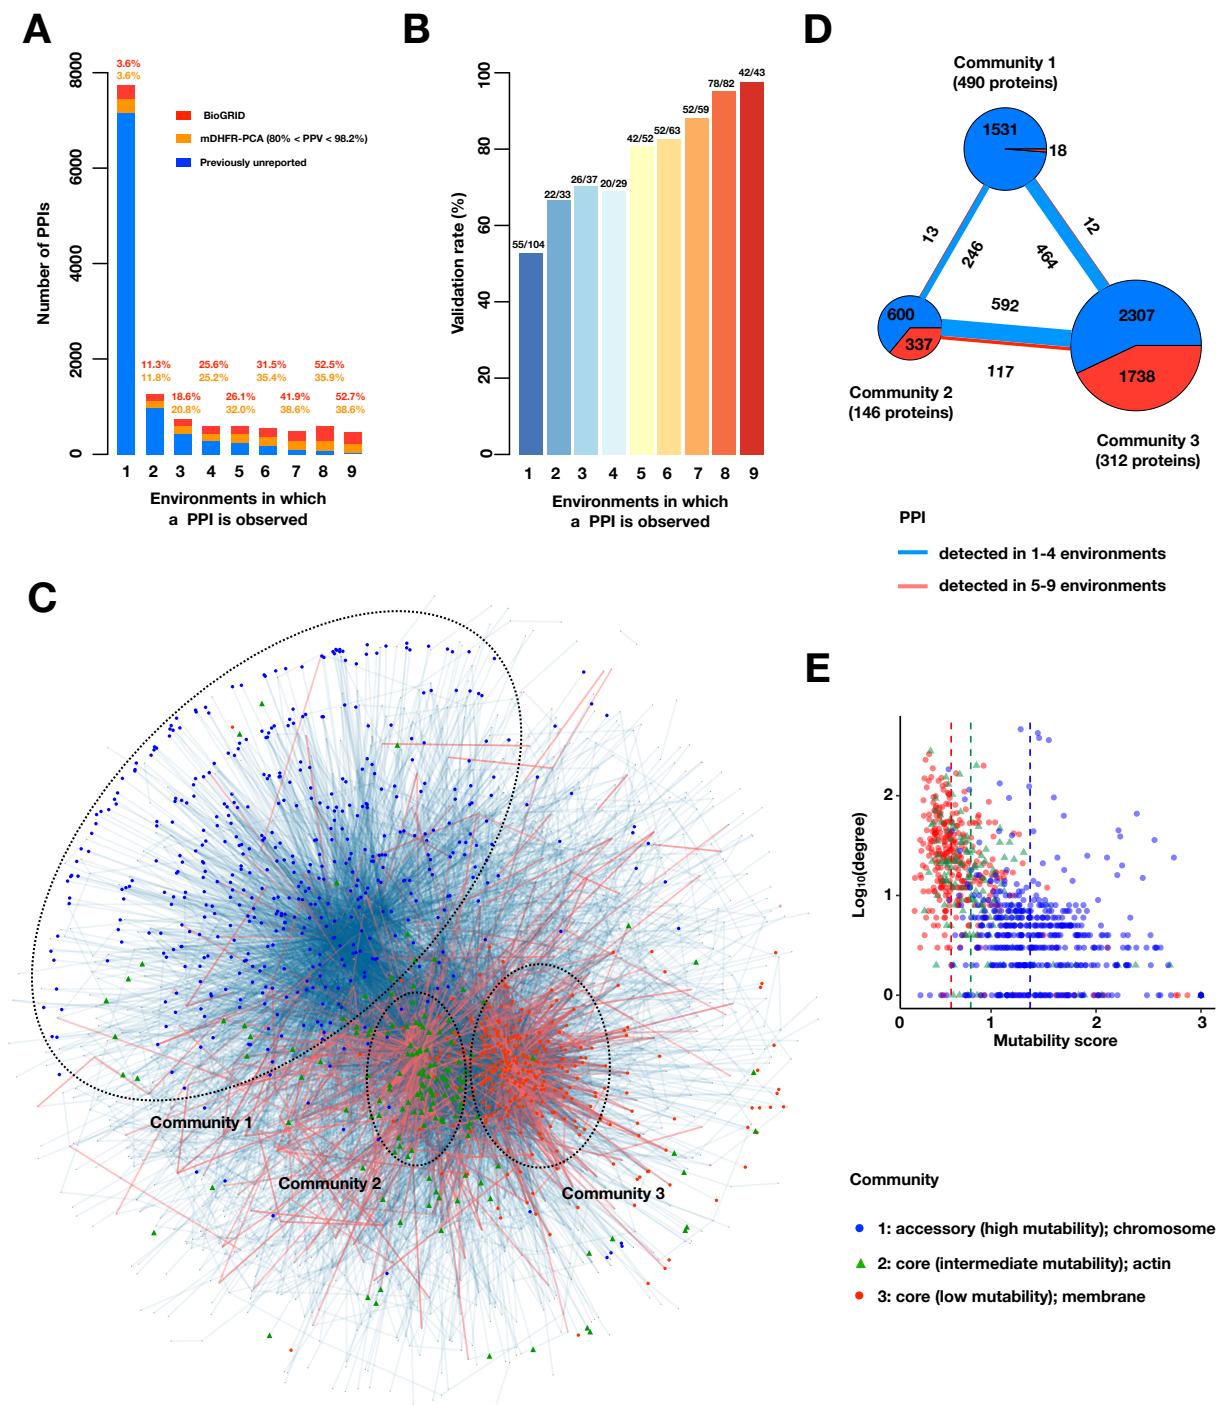 A
Number of PPIs
8000
6000
4000
2000
0
3.6%
3.6%
BioGRID
mDHFR-PCA (80% < PPV < 98.2%)
Previously unreported
11.3%
11.8%
18.6%
20.8%
25.6%
25.2%
26.1%
32.0%
31.5%
35.4%
41.9%
38.6%
52.5%
35.9%
52.7%
38.6%
1 2 3 4 5 6 7 8 9
Environments in which
a PPI is observed
B
Validation rate (%)
100
80
60
40
20
0
55/104
22/33
26/37
20/29
42/52
52/63
52/59
78/82
42/43
1 2 3 4 5 6 7 8 9
Environments in which
a PPI is observed
D
Community 1
(490 proteins)
1531
18
13
246
464
12
600
337
592
117
2307
1738
Community 2
(146 proteins)
Community 3
(312 proteins)
PPI
detected in 1-4 environments
detected in 5-9 environments
C
Community 1
Community 2
Community 3
E
Log10(degree)
2
1
0
0 1 2 3
Mutability score
Community
1: accessory (high mutability); chromosome
2: core (intermediate mutability); actin
3: core (low mutability); membrane